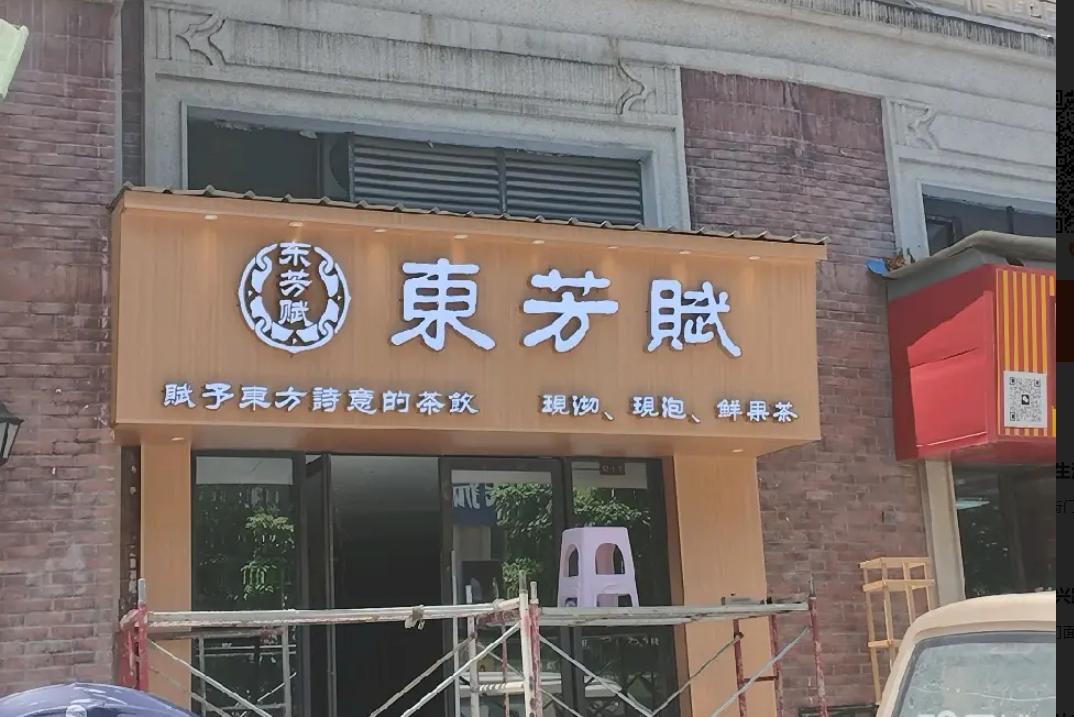 东芳赋
東芳賦
賦予東方詩意的茶飲
現沏、現泡、鲜果茶